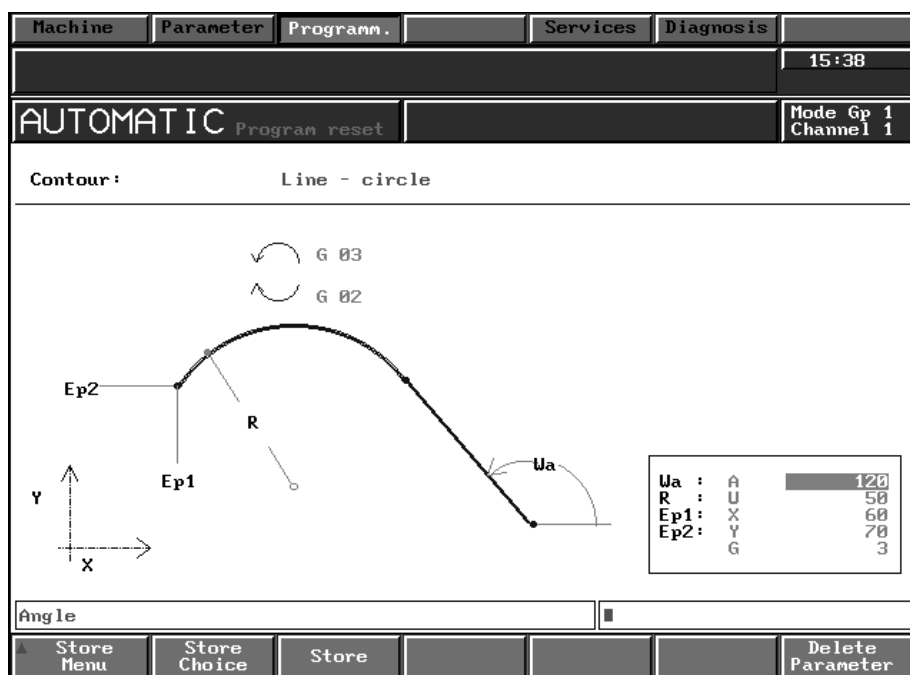 Machine Parameter Programm. Services Diagnosis
15:38
AUTOMATIC Program reset
Mode Gp 1
Channel 1
Contour: Line - circle
G 03
G 02
Ep2
R
Wa
Ep1
Y
X
Wa : A 120
R : U 50
Ep1: X 60
Ep2: Y 70
G 3
Angle
Store Menu
Store Choice
Store
Delete Parameter